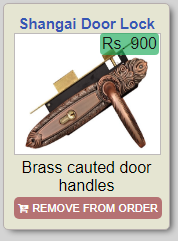 Shangai Door Lock
Rs. 900
Brass cauted door
handles
REMOVE FROM ORDER